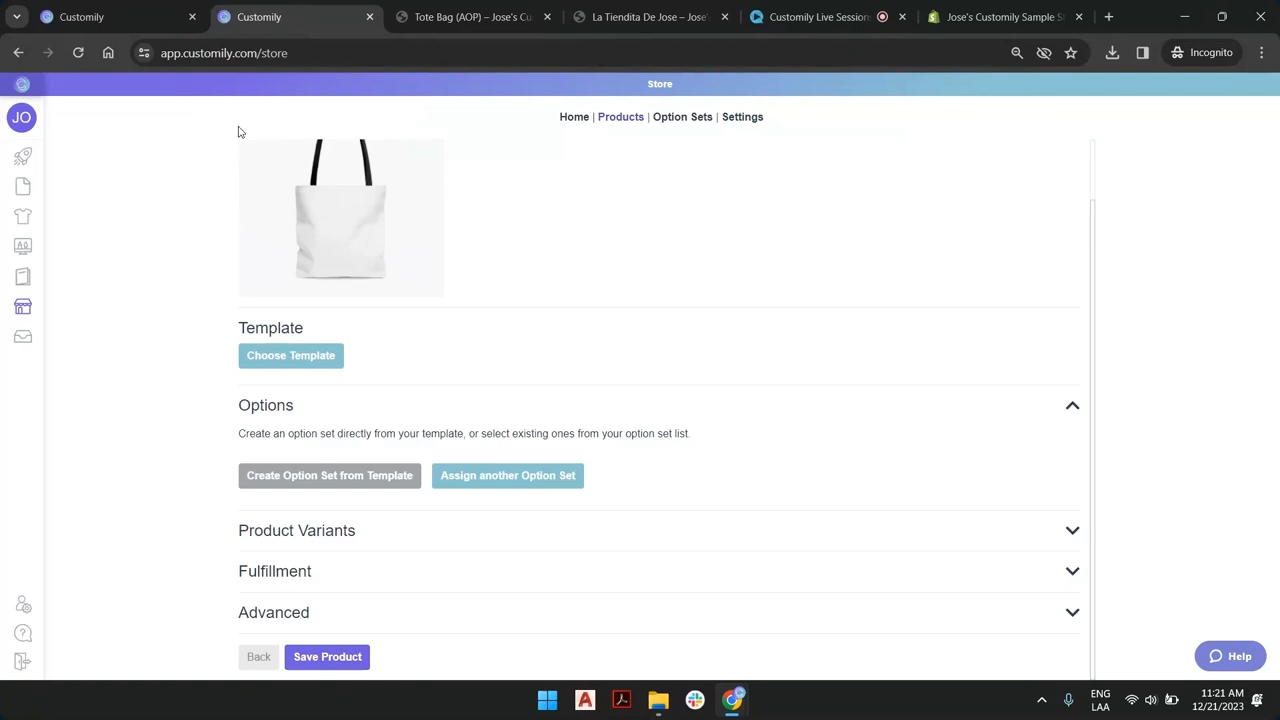 Customily
Customily
Tote Bag (AOP) – Jose's Cu
La Tiendita De Jose – Jose's
Customily Live Session
Jose's Customily Sample St
app.customily.com/store
Incognito
Store
JO
Home | Products | Option Sets | Settings
Template
Choose Template
Options
Create an option set directly from your template, or select existing ones from your option set list.
Create Option Set from Template
Assign another Option Set
Product Variants
Fulfillment
Advanced
Back
Save Product
Help
ENG
LAA
11:21 AM
12/21/2023